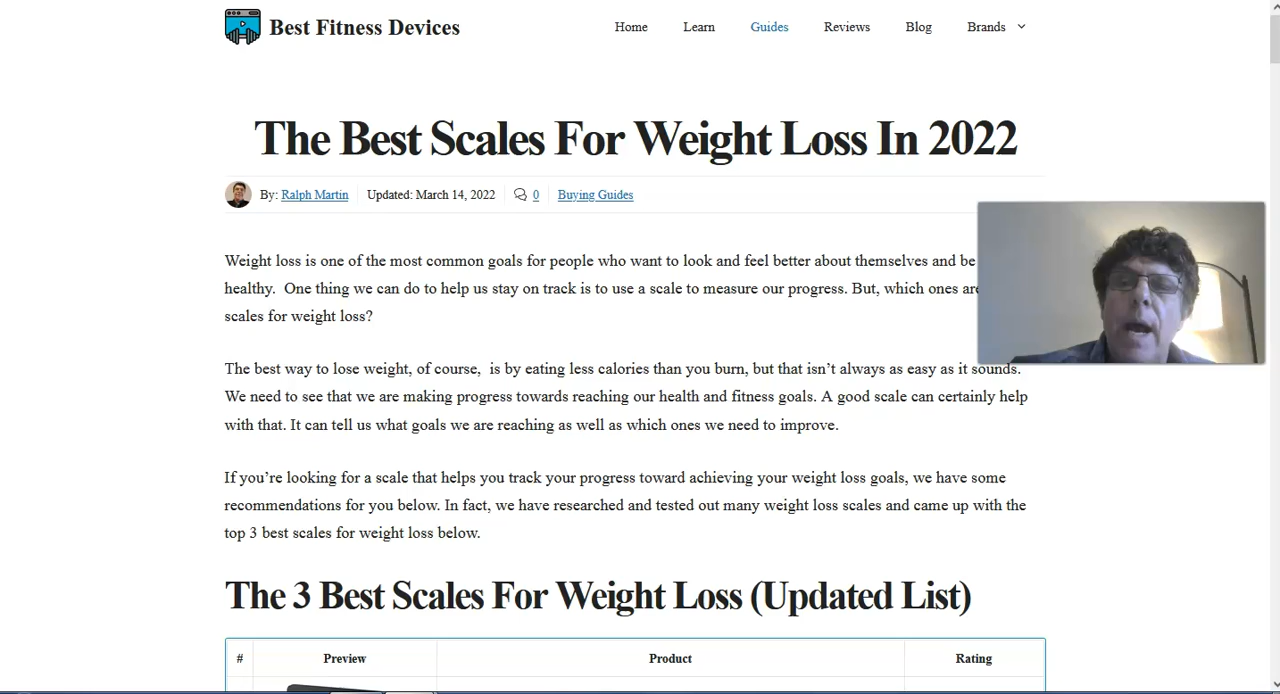 Best Fitness Devices
Home Learn Guides Reviews Blog Brands
The Best Scales For Weight Loss In 2022
By: Ralph Martin Updated: March 14, 2022 0 Buying Guides
Weight loss is one of the most common goals for people who want to look and feel better about themselves and be
healthy. One thing we can do to help us stay on track is to use a scale to measure our progress. But, which ones are
scales for weight loss?
The best way to lose weight, of course, is by eating less calories than you burn, but that isn’t always as easy as it sounds.
We need to see that we are making progress towards reaching our health and fitness goals. A good scale can certainly help
with that. It can tell us what goals we are reaching as well as which ones we need to improve.
If you’re looking for a scale that helps you track your progress toward achieving your weight loss goals, we have some
recommendations for you below. In fact, we have researched and tested out many weight loss scales and came up with the
top 3 best scales for weight loss below.
The 3 Best Scales For Weight Loss (Updated List)
# Preview Product Rating